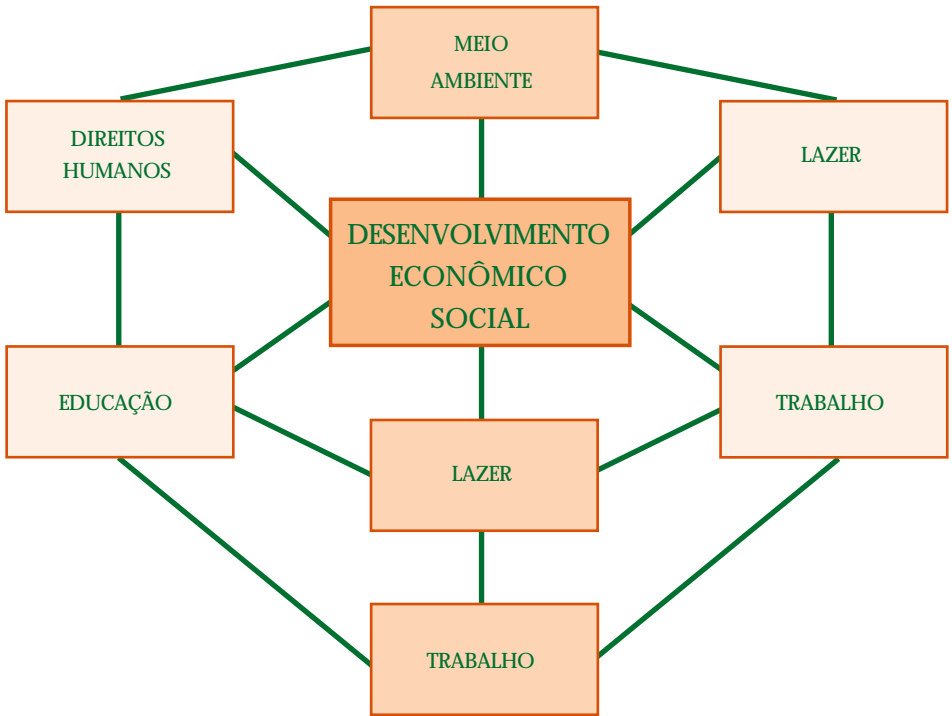 MEIO
AMBIENTE
DIREITOS
HUMANOS
LAZER
DESENVOLVIMENTO
ECONÔMICO
SOCIAL
EDUCAÇÃO
TRABALHO
LAZER
TRABALHO